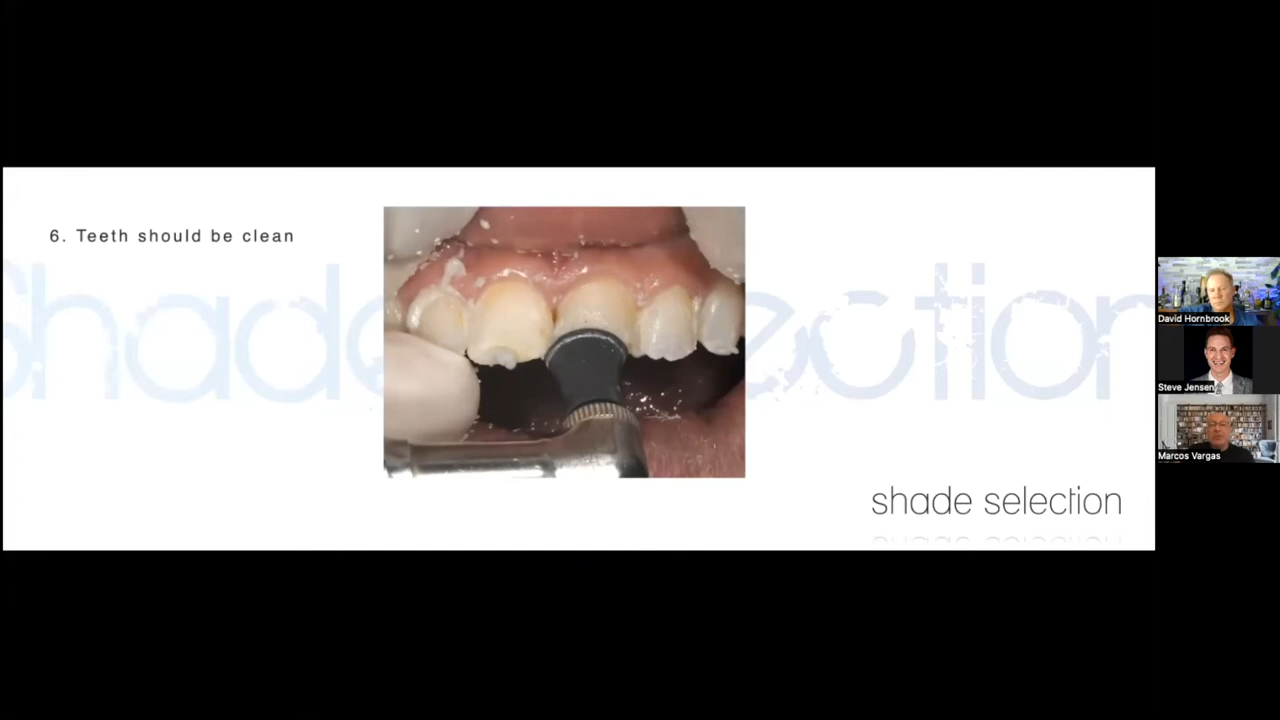 6. Teeth should be clean
shade selection
David Hornbrook
Steve Jensen
Marcos Vargas